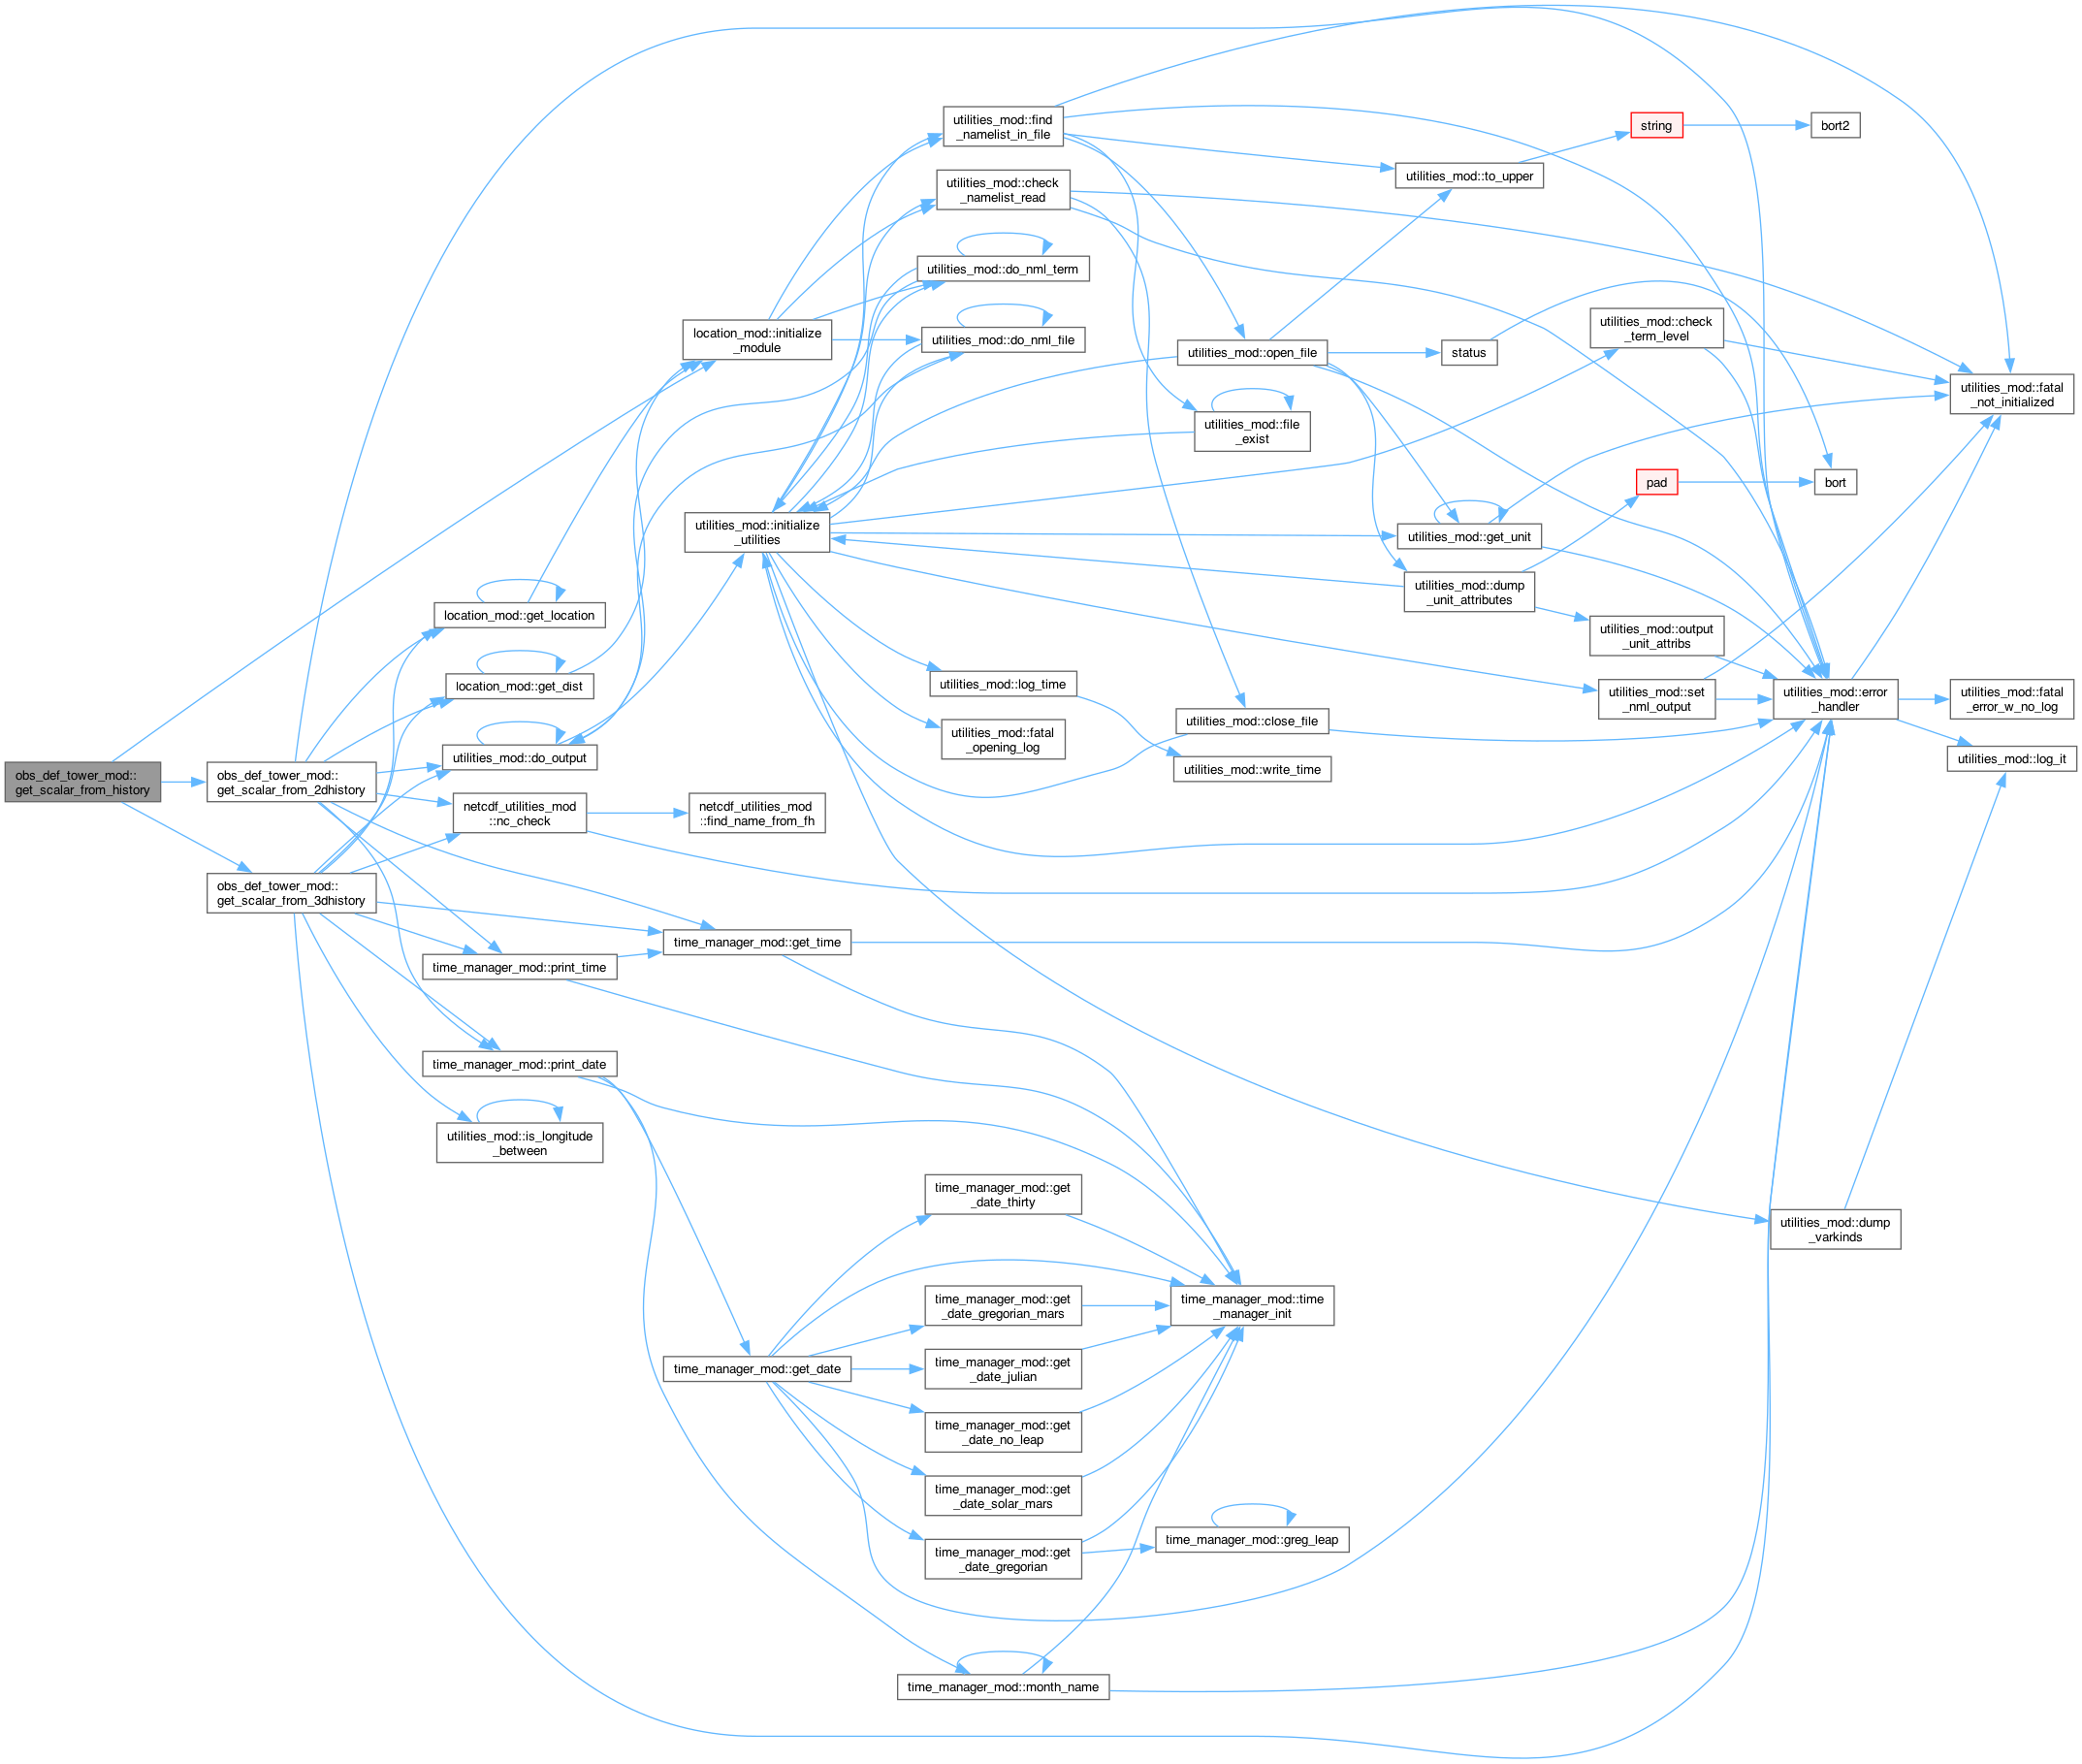 obs_def_tower_mod::
get_scalar_from_history
obs_def_tower_mod::
get_scalar_from_2dhistory
obs_def_tower_mod::
get_scalar_from_3dhistory
location_mod::get_location
location_mod::get_dist
utilities_mod::do_output
netcdf_utilities_mod
::nc_check
time_manager_mod::print_time
time_manager_mod::print_date
utilities_mod::is_longitude
_between
location_mod::initialize
_module
utilities_mod::initialize
_utilities
netcdf_utilities_mod
::find_name_from_fh
time_manager_mod::get_time
time_manager_mod::get_date
utilities_mod::find
_namelist_in_file
utilities_mod::check
_namelist_read
utilities_mod::do_nml_term
utilities_mod::do_nml_file
utilities_mod::log_time
utilities_mod::fatal
_opening_log
time_manager_mod::get
_date_thirty
time_manager_mod::get
_date_gregorian_mars
time_manager_mod::get
_date_julian
time_manager_mod::get
_date_no_leap
time_manager_mod::get
_date_solar_mars
time_manager_mod::get
_date_gregorian
time_manager_mod::month_name
utilities_mod::open_file
utilities_mod::file
_exist
utilities_mod::close_file
utilities_mod::write_time
time_manager_mod::time
_manager_init
time_manager_mod::greg_leap
utilities_mod::to_upper
status
utilities_mod::get_unit
utilities_mod::dump
_unit_attributes
string
utilities_mod::check
_term_level
pad
utilities_mod::output
_unit_attribs
utilities_mod::set
_nml_output
bort2
bort
utilities_mod::error
_handler
utilities_mod::dump
_varkinds
utilities_mod::fatal
_not_initialized
utilities_mod::fatal
_error_w_no_log
utilities_mod::log_it